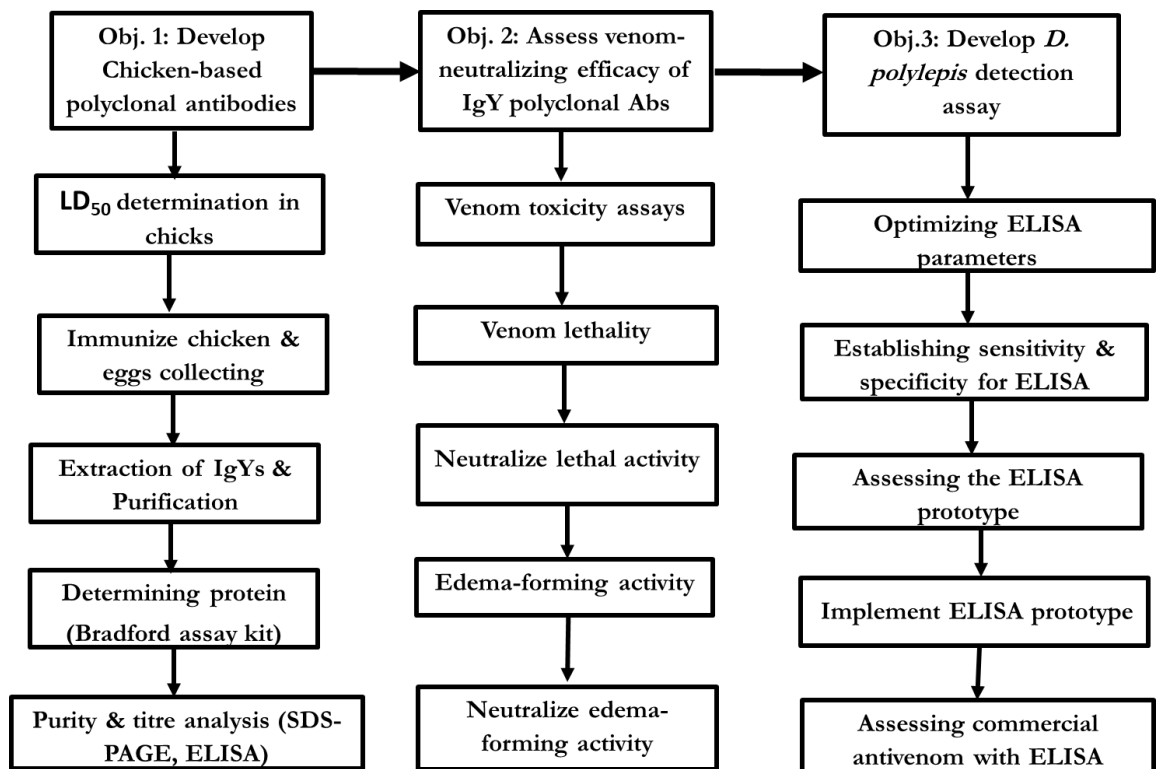 Obj. 1: Develop
Chicken-based
polyclonal antibodies
LD₅₀ determination in
chicks
Immunize chicken &
eggs collecting
Extraction of IgYs &
Purification
Determining protein
(Bradford assay kit)
Purity & titre analysis (SDS-
PAGE, ELISA)
Obj. 2: Assess venom-
neutralizing efficacy of
IgY polyclonal Abs
Venom toxicity assays
Venom lethality
Neutralize lethal activity
Edema-forming activity
Neutralize edema-
forming activity
Obj.3: Develop D.
polylepis detection
assay
Optimizing ELISA
parameters
Establishing sensitivity &
specificity for ELISA
Assessing the ELISA
prototype
Implement ELISA prototype
Assessing commercial
antivenom with ELISA